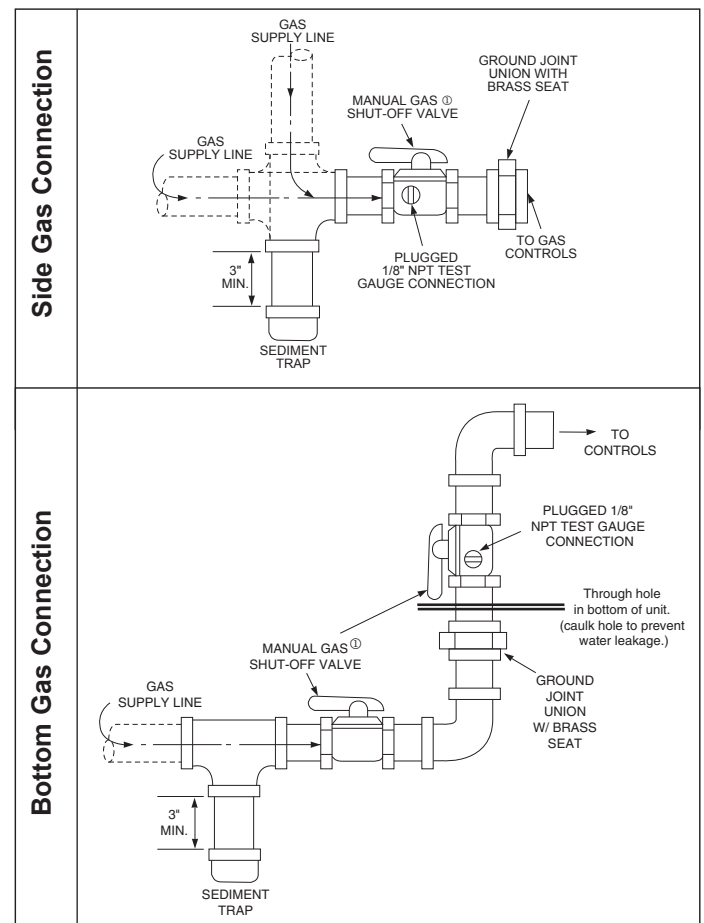 Side Gas Connection
GAS
SUPPLY LINE
GROUND JOINT
UNION WITH
BRASS SEAT
MANUAL GAS ①
SHUT-OFF VALVE
GAS
SUPPLY LINE
TO GAS
CONTROLS
PLUGGED
1/8" NPT TEST
GAUGE CONNECTION
3"
MIN.
SEDIMENT
TRAP
Bottom Gas Connection
TO
CONTROLS
PLUGGED 1/8"
NPT TEST GAUGE
CONNECTION
Through hole
in bottom of unit.
(caulk hole to prevent
water leakage.)
MANUAL GAS ①
SHUT-OFF VALVE
GROUND
JOINT
UNION
W/ BRASS
SEAT
GAS
SUPPLY LINE
3"
MIN.
SEDIMENT
TRAP